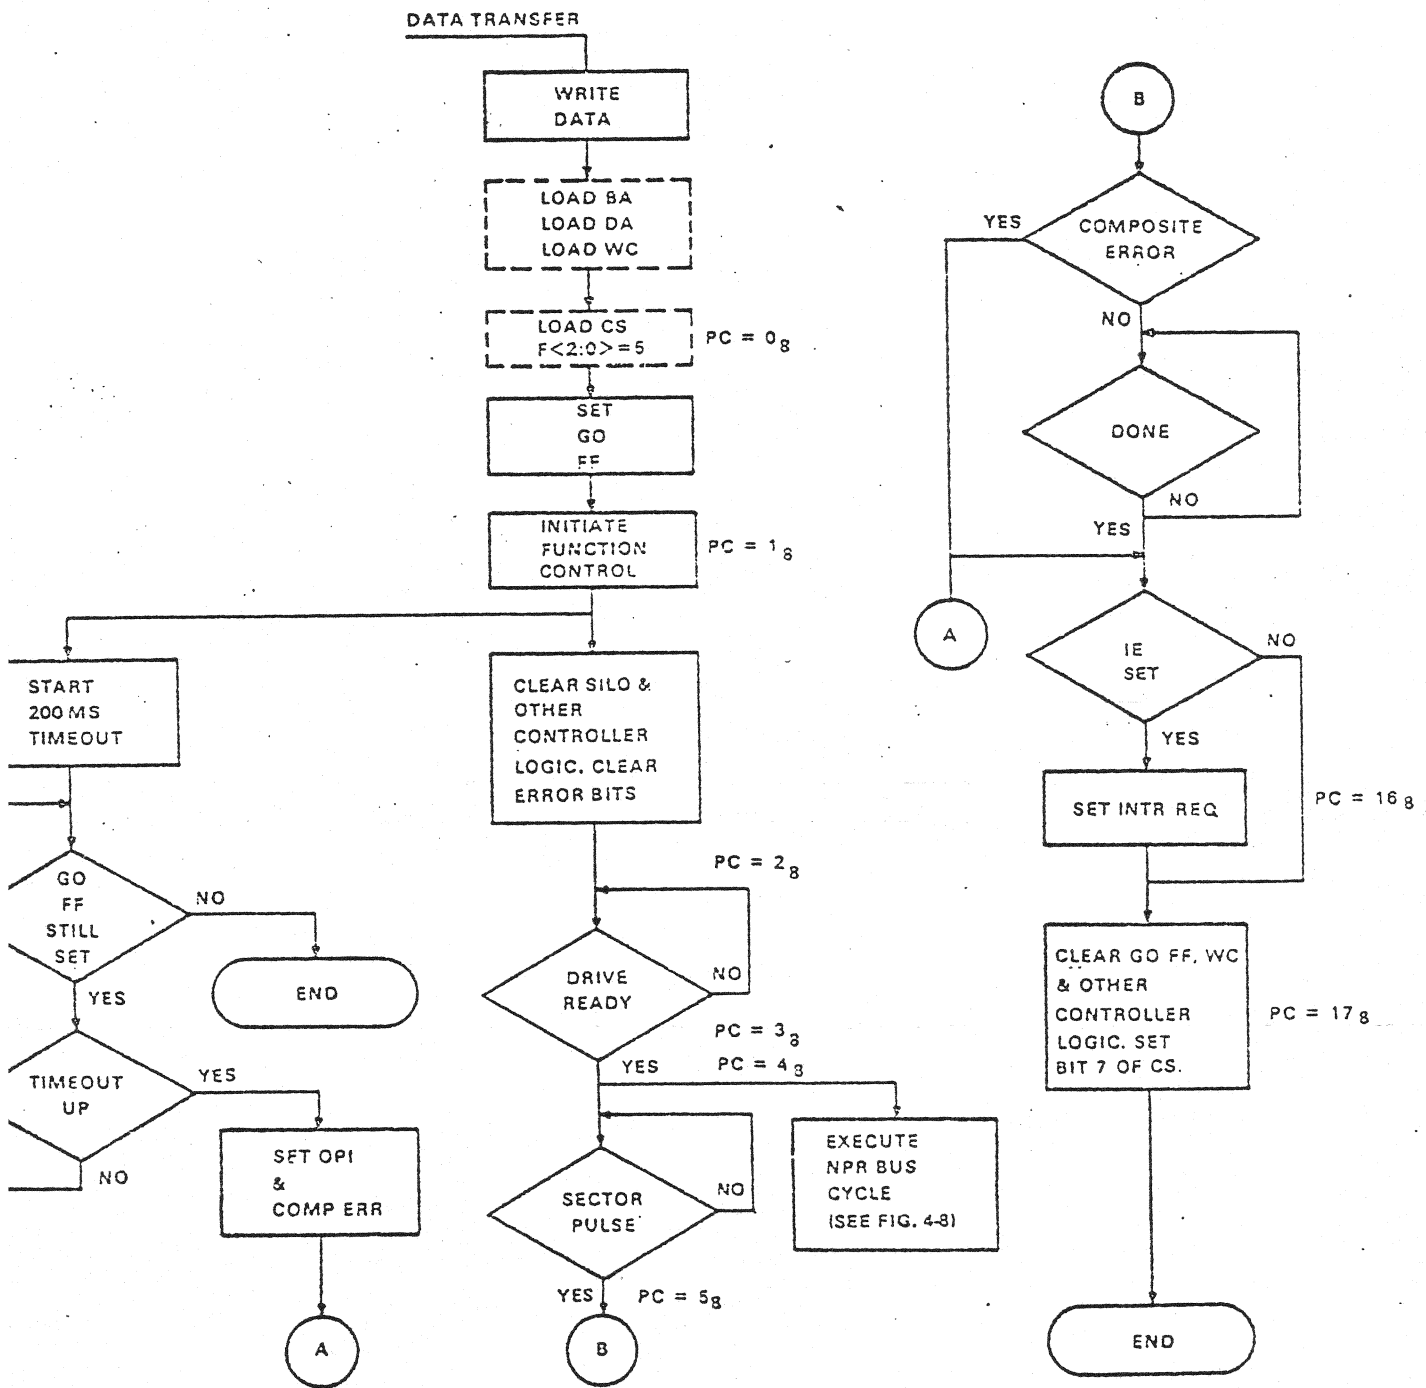 DATA TRANSFER
WRITE
DATA
LOAD BA
LOAD DA
LOAD WC
LOAD CS
F<2:0>=5
PC = 0₈
SET
GO
FF
INITIATE
FUNCTION
CONTROL
PC = 1₈
START
200 MS
TIMEOUT
CLEAR SILO &
OTHER
CONTROLLER
LOGIC. CLEAR
ERROR BITS
PC = 2₈
GO
FF
STILL
SET
NO
END
YES
TIMEOUT
UP
YES
NO
SET OPI
&
COMP ERR
A
DRIVE
READY
NO
PC = 3₈
YES
PC = 4₈
SECTOR
PULSE
NO
EXECUTE
NPR BUS
CYCLE
(SEE FIG. 4-8)
YES
PC = 5₈
B
B
COMPOSITE
ERROR
YES
NO
DONE
NO
YES
A
IE
SET
NO
YES
SET INTR REQ
PC = 16₈
CLEAR GO FF, WC
& OTHER
CONTROLLER
LOGIC. SET
BIT 7 OF CS.
PC = 17₈
END